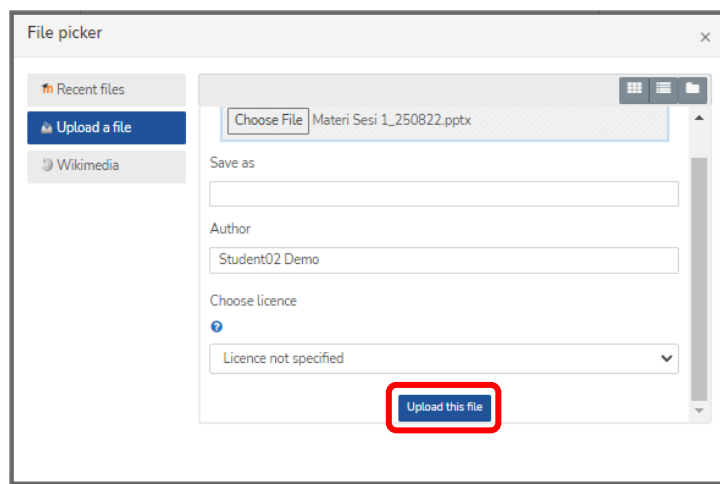 File picker
×
Recent files
Upload a file
Wikimedia
Choose File Materi Sesi 1_250822.pptx
Save as
Author
Student02 Demo
Choose licence
Licence not specified
Upload this file